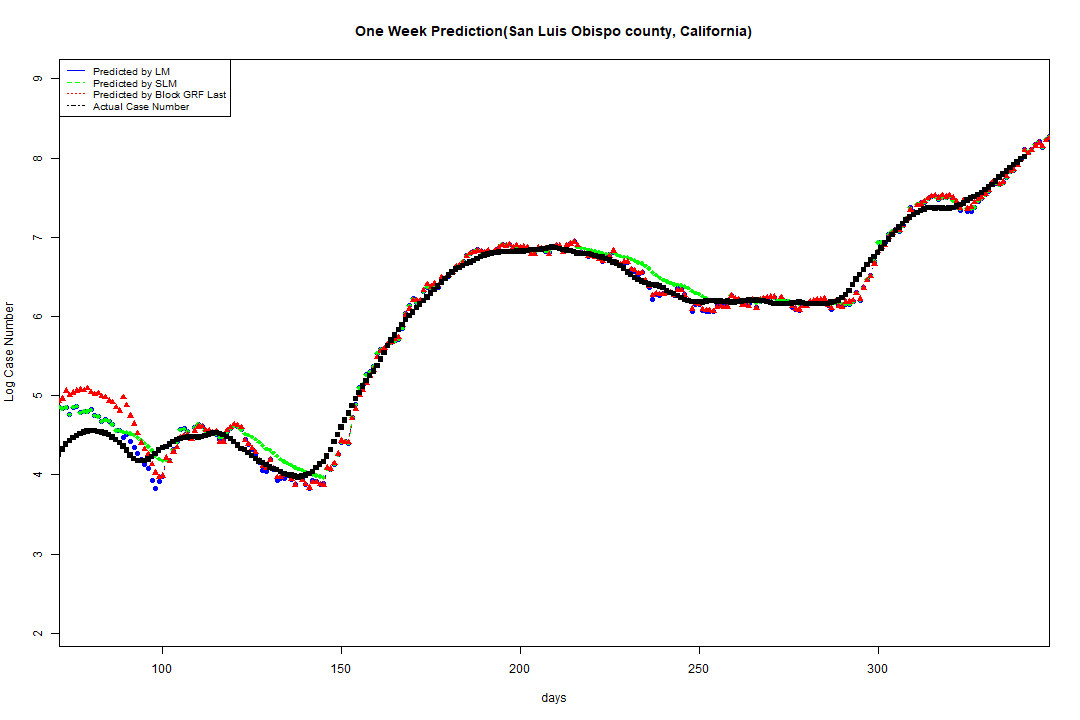 One Week Prediction(San Luis Obispo county, California)
Predicted by LM
Predicted by SLM
Predicted by Block GRF Last
Actual Case Number
9
8
7
6
5
4
3
2
Log Case Number
100 150 200 250 300
days